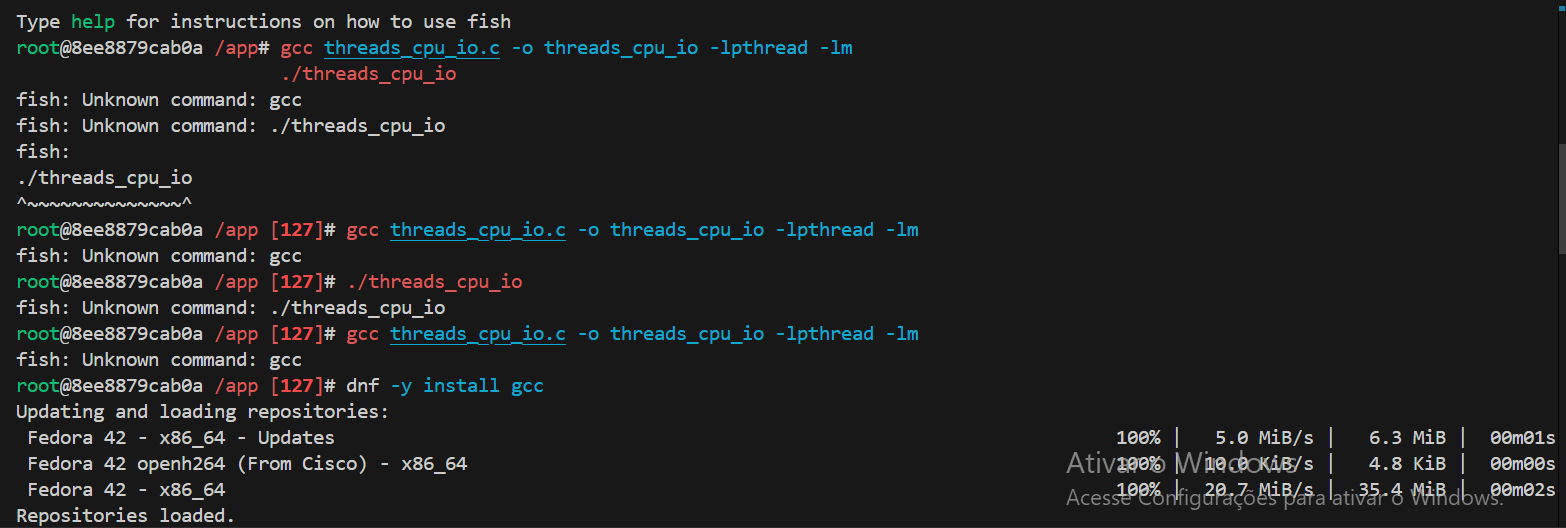 Type help for instructions on how to use fish
root@8ee8879cab0a /app# gcc threads_cpu_io.c -o threads_cpu_io -lpthread -lm
./threads_cpu_io
fish: Unknown command: gcc
fish: Unknown command: ./threads_cpu_io
fish:
./threads_cpu_io
^~~~~~~~~~~~~~~^
root@8ee8879cab0a /app [127]# gcc threads_cpu_io.c -o threads_cpu_io -lpthread -lm
fish: Unknown command: gcc
root@8ee8879cab0a /app [127]# ./threads_cpu_io
fish: Unknown command: ./threads_cpu_io
root@8ee8879cab0a /app [127]# gcc threads_cpu_io.c -o threads_cpu_io -lpthread -lm
fish: Unknown command: gcc
root@8ee8879cab0a /app [127]# dnf -y install gcc
Updating and loading repositories:
Fedora 42 - x86_64 - Updates 100% | 5.0 MiB/s | 6.3 MiB | 00m01s
Fedora 42 openh264 (From Cisco) - x86_64 100% | 10.0 KiB/s | 4.8 KiB | 00m00s
Fedora 42 - x86_64 100% | 20.7 MiB/s | 35.4 MiB | 00m02s
Repositories loaded.
Ativar o Windows
Acesse Configurações para ativar o Windows.